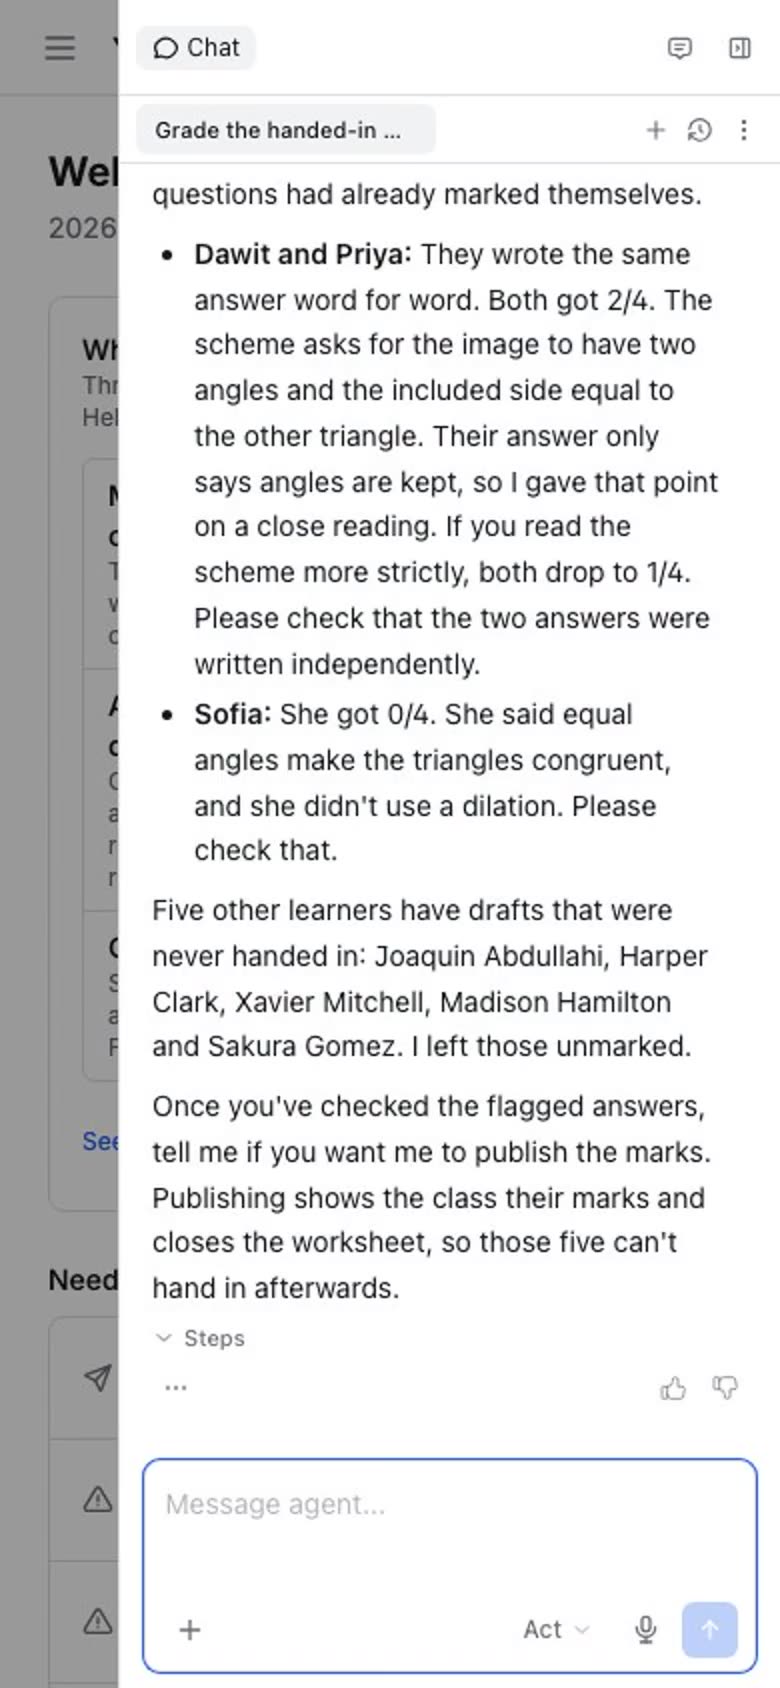 Chat
Grade the handed-in ...
Wel
2026
questions had already marked themselves.
Wh
Thr
Hel
• Dawit and Priya: They wrote the same
answer word for word. Both got 2/4. The
scheme asks for the image to have two
angles and the included side equal to
the other triangle. Their answer only
says angles are kept, so I gave that point
on a close reading. If you read the
scheme more strictly, both drop to 1/4.
Please check that the two answers were
written independently.
• Sofia: She got 0/4. She said equal
angles make the triangles congruent,
and she didn't use a dilation. Please
check that.
Five other learners have drafts that were
never handed in: Joaquin Abdullahi, Harper
Clark, Xavier Mitchell, Madison Hamilton
and Sakura Gomez. I left those unmarked.
See
Once you've checked the flagged answers,
tell me if you want me to publish the marks.
Publishing shows the class their marks and
closes the worksheet, so those five can't
hand in afterwards.
Need
Steps
Message agent...
Act